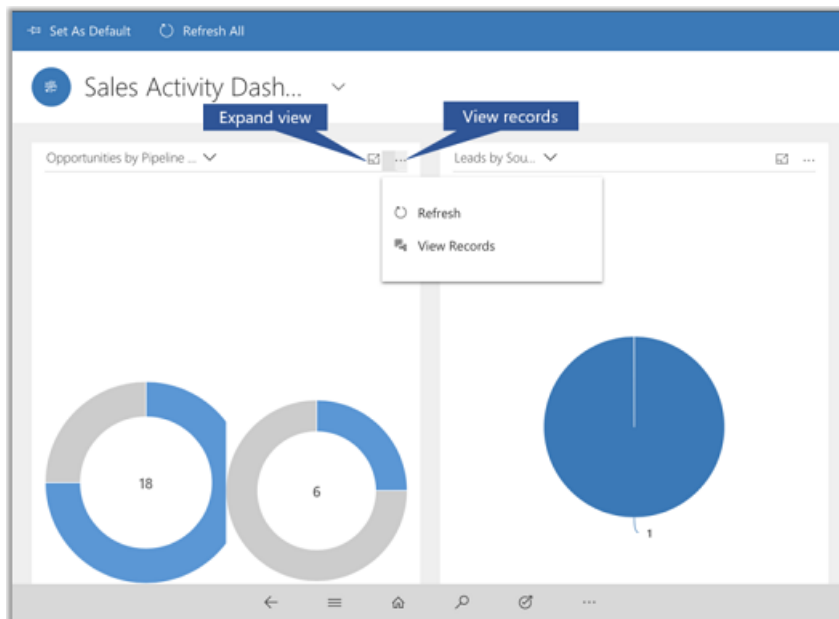 Set As Default Refresh All
Sales Activity Dash...
Expand view View records
Opportunities by Pipeline ... Leads by Sou...
Refresh
View Records
18
6
1